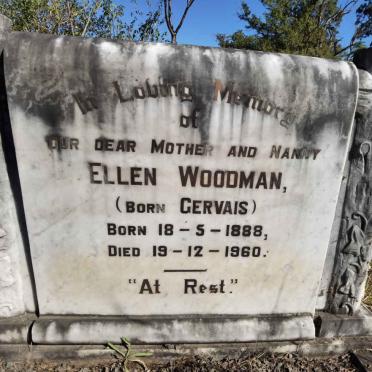 In Loving Memory
of
Our dear Mother and Nanny
Ellen Woodman,
(Born Gervais)
Born 18-5-1888,
Died 19-12-1960.
"At Rest."